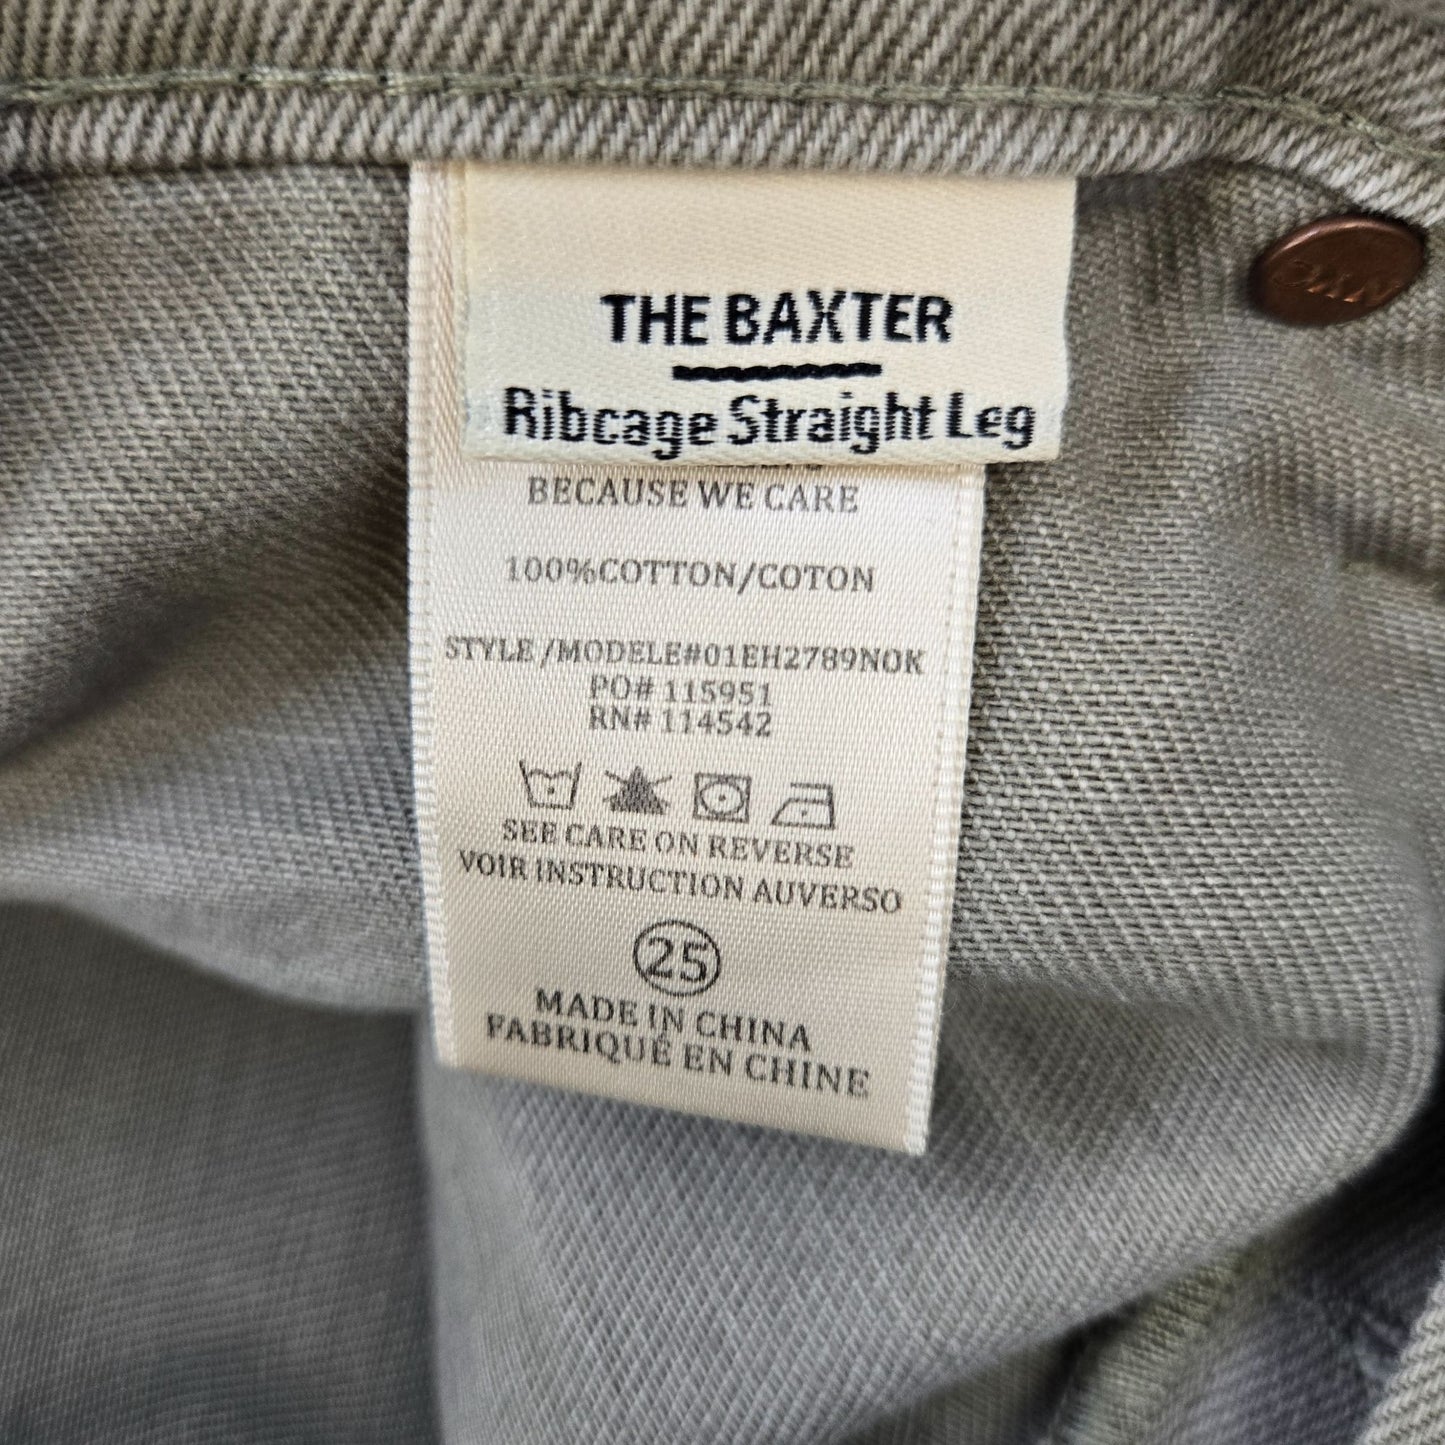 THE BAXTER
Ribcage Straight Leg
BECAUSE WE CARE
100%COTTON/COTON
STYLE/MODELE#01EH2789NOK
PO# 115951
RN# 114542
SEE CARE ON REVERSE
VOIR INSTRUCTION AUVERSO
25
MADE IN CHINA
FABRIQUÉ EN CHINE